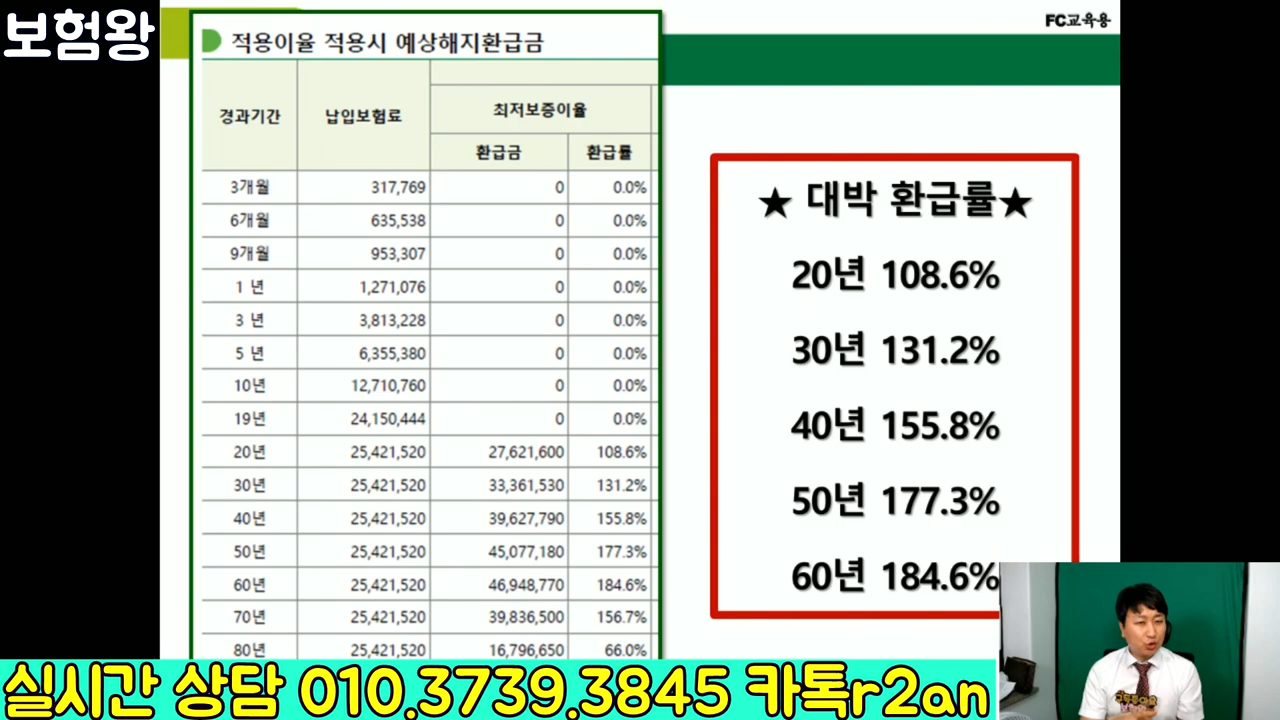 보험왕
FC교육용
적용이율 적용시 예상해지환급금
경과기간 납입보험료 최저보증이율
환급금 환급률
3개월 317,769 0 0.0%
6개월 635,538 0 0.0%
9개월 953,307 0 0.0%
1 년 1,271,076 0 0.0%
3 년 3,813,228 0 0.0%
5 년 6,355,380 0 0.0%
10년 12,710,760 0 0.0%
19년 24,150,444 0 0.0%
20년 25,421,520 27,621,600 108.6%
30년 25,421,520 33,361,530 131.2%
40년 25,421,520 39,627,790 155.8%
50년 25,421,520 45,077,180 177.3%
60년 25,421,520 46,948,770 184.6%
70년 25,421,520 39,836,500 156.7%
80년 25,421,520 16,796,650 66.0%
★ 대박 환급률★
20년 108.6%
30년 131.2%
40년 155.8%
50년 177.3%
60년 184.6%
실시간 상담 010.3739.3845 카톡r2an